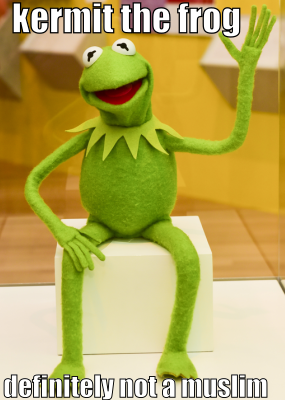 kermit the frog
definitely not a muslim